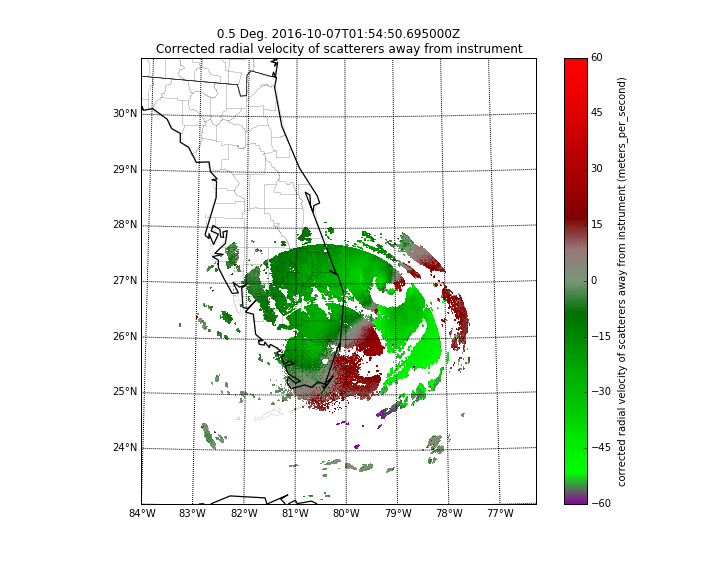 0.5 Deg. 2016-10-07T01:54:50.695000Z
Corrected radial velocity of scatterers away from instrument
30°N
29°N
28°N
27°N
26°N
25°N
24°N
84°W 83°W 82°W 81°W 80°W 79°W 78°W 77°W
60
45
30
15
0
−15
−30
−45
−60
corrected radial velocity of scatterers away from instrument (meters_per_second)